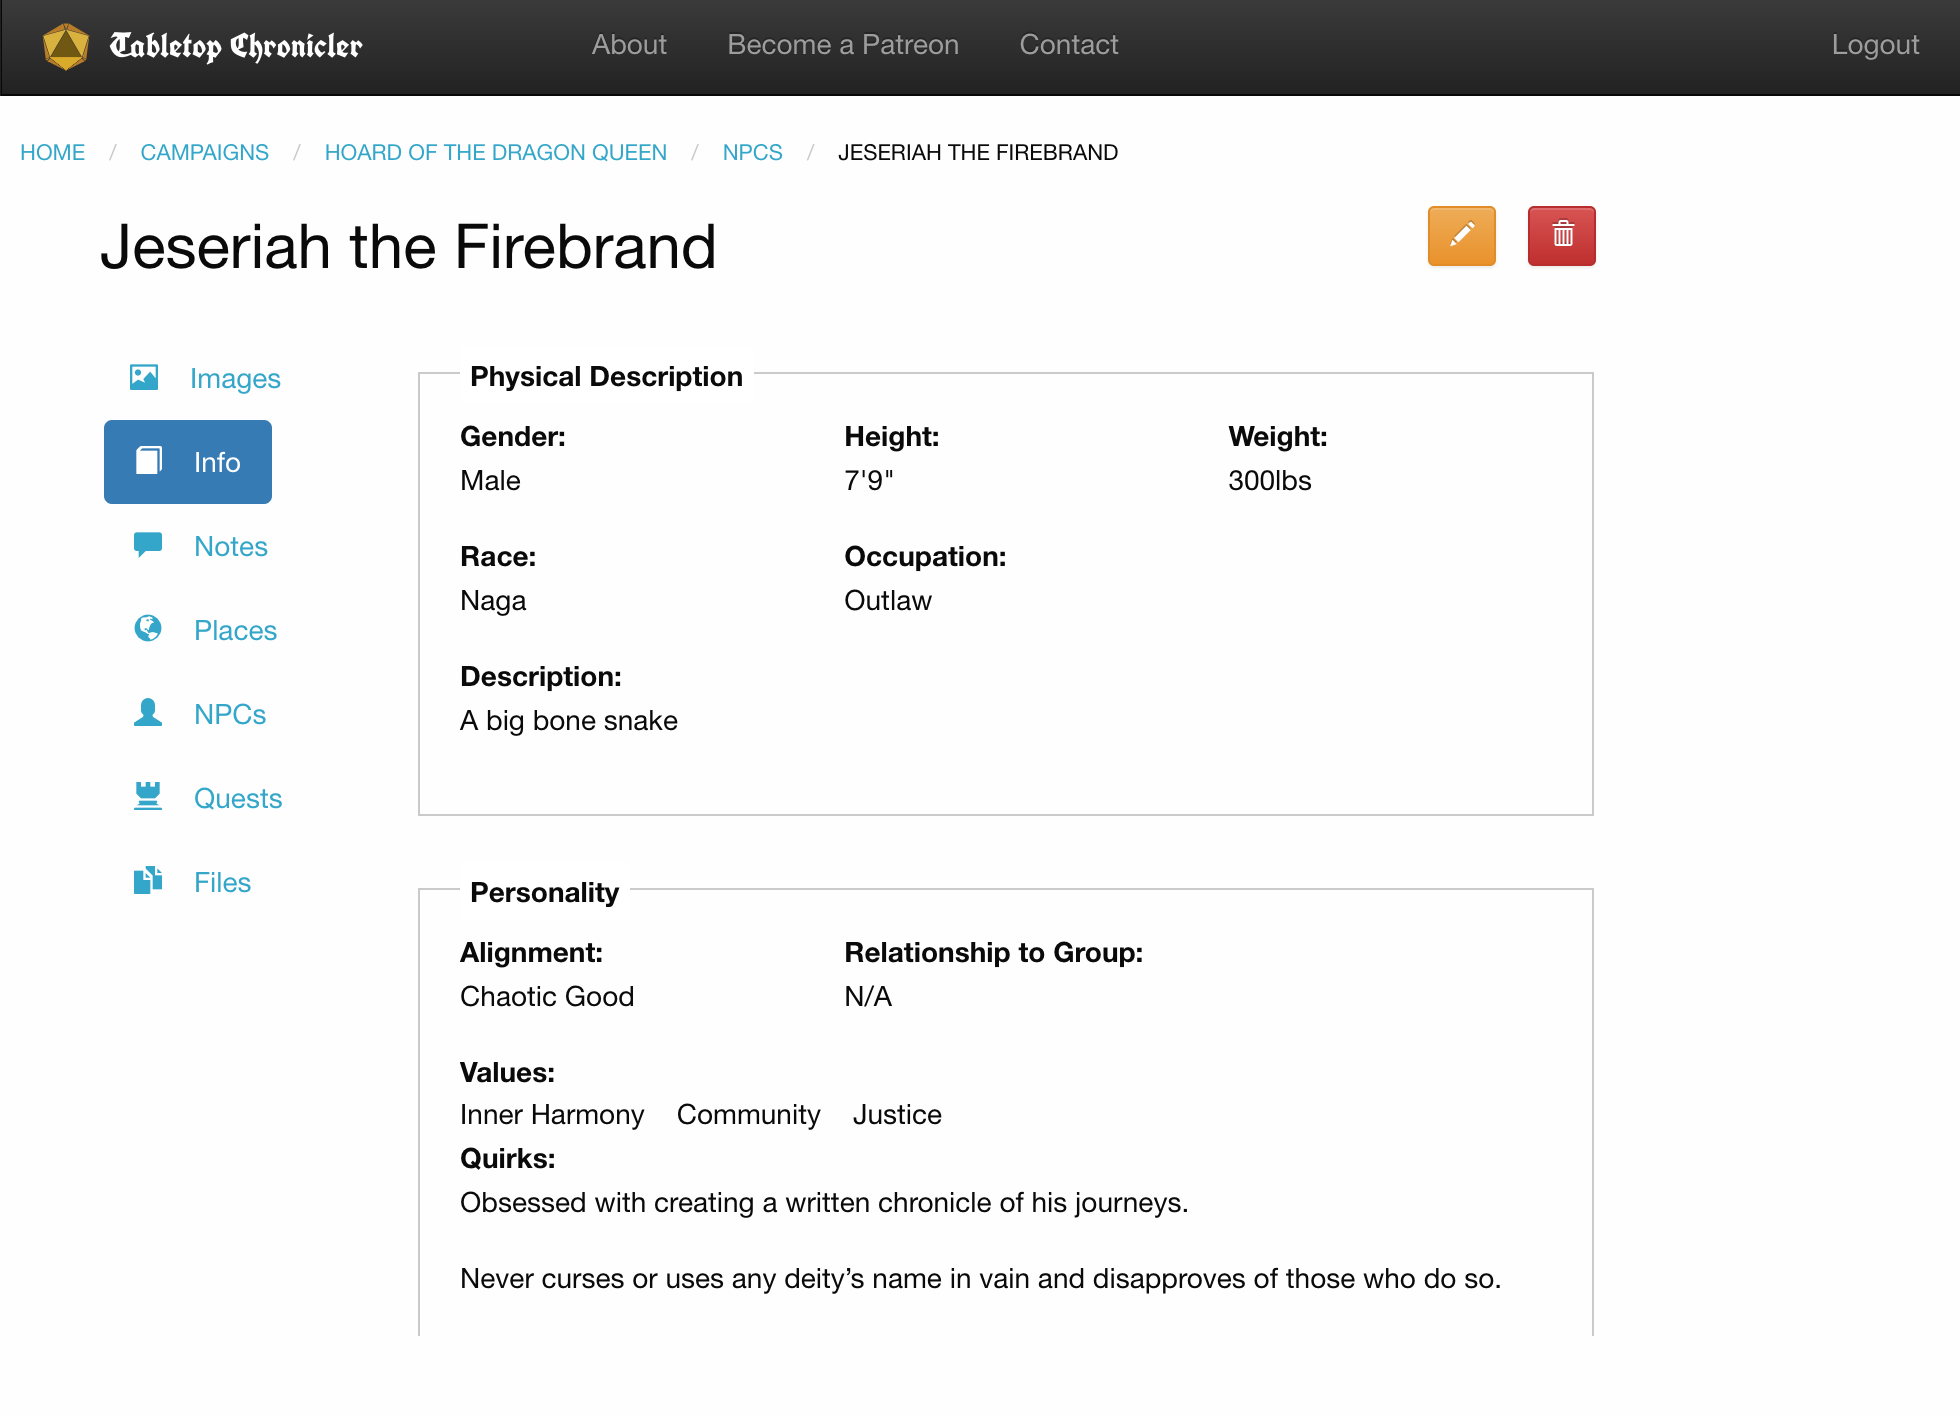 Tabletop Chronicler About Become a Patreon Contact Logout
HOME / CAMPAIGNS / HOARD OF THE DRAGON QUEEN / NPCS / JESERIAH THE FIREBRAND
Jeseriah the Firebrand
Images
Info
Notes
Places
NPCs
Quests
Files
Physical Description
Gender: Height: Weight:
Male 7'9" 300lbs
Race: Occupation:
Naga Outlaw
Description:
A big bone snake
Personality
Alignment: Relationship to Group:
Chaotic Good N/A
Values:
Inner Harmony Community Justice
Quirks:
Obsessed with creating a written chronicle of his journeys.
Never curses or uses any deity’s name in vain and disapproves of those who do so.